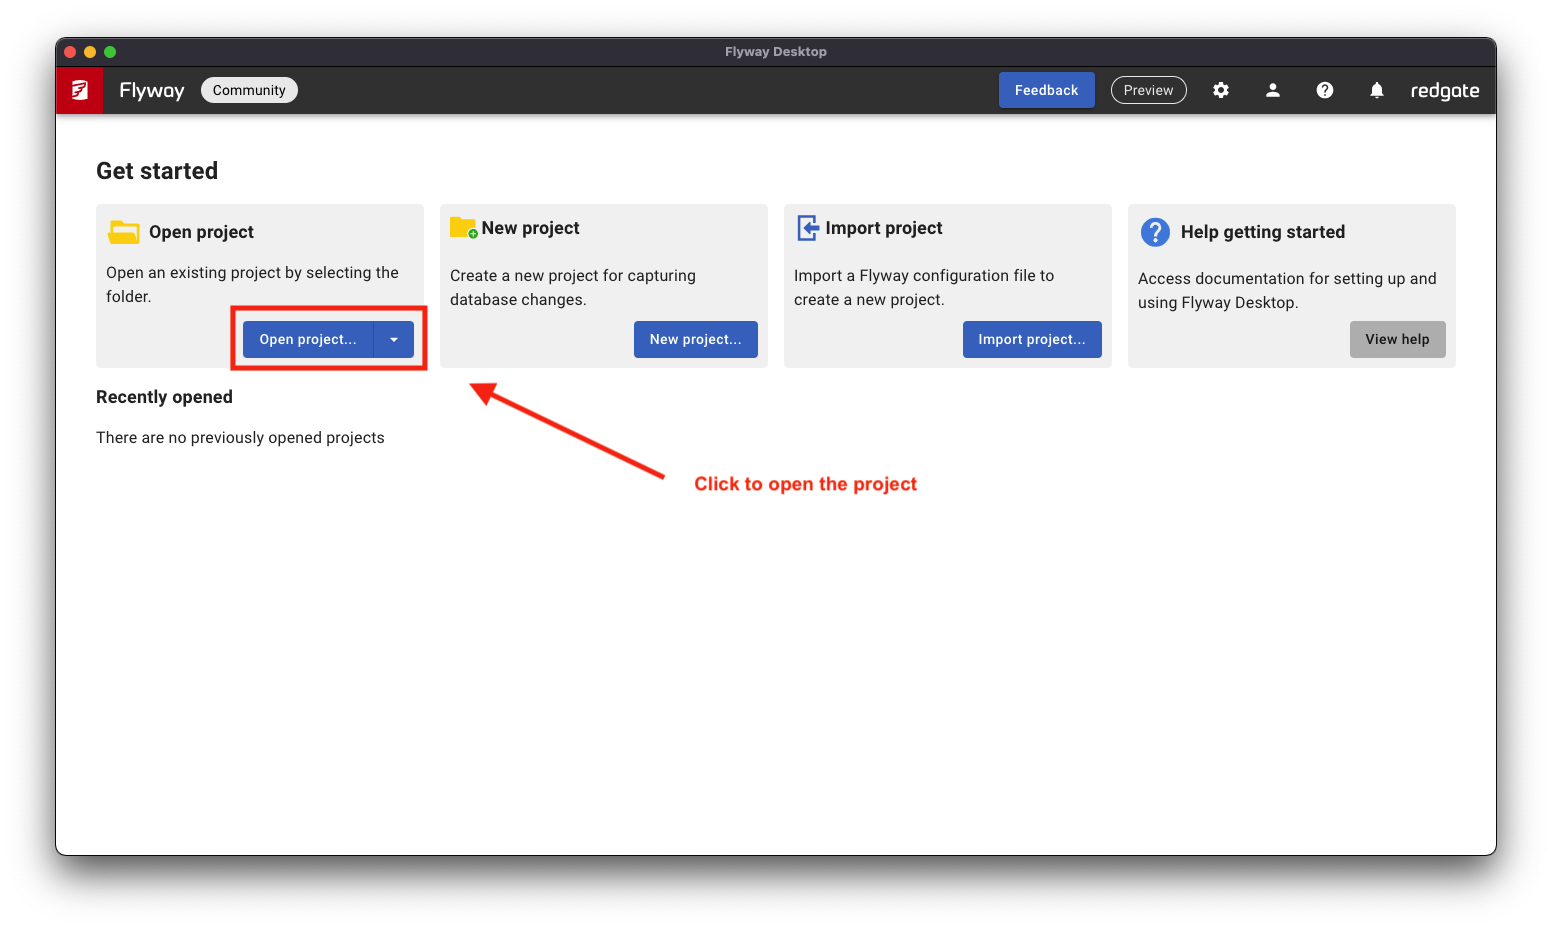 Flyway Desktop
Flyway Community Feedback Preview redgate
Get started
Open project
Open an existing project by selecting the
folder.
Open project...
New project
Create a new project for capturing
database changes.
New project...
Import project
Import a Flyway configuration file to
create a new project.
Import project...
Help getting started
Access documentation for setting up and
using Flyway Desktop.
View help
Recently opened
There are no previously opened projects
Click to open the project